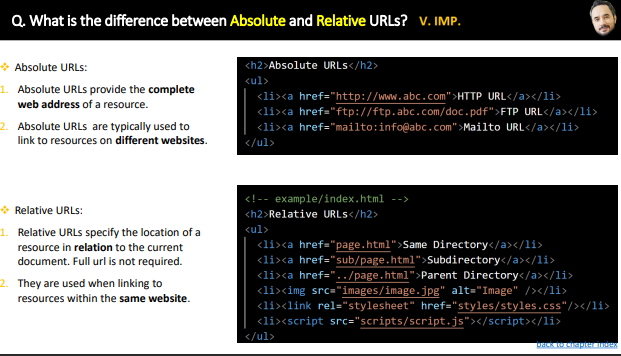 Q. What is the difference between Absolute and Relative URLs? V. IMP.
Absolute URLs:
1. Absolute URLs provide the complete
web address of a resource.
2. Absolute URLs are typically used to
link to resources on different websites.
<h2>Absolute URLs</h2>
<ul>
<li><a href="http://www.abc.com">HTTP URL</a></li>
<li><a href="ftp://ftp.abc.com/doc.pdf">FTP URL</a></li>
<li><a href="mailto:info@abc.com">Mailto URL</a></li>
</ul>
Relative URLs:
1. Relative URLs specify the location of a
resource in relation to the current
document. Full url is not required.
2. They are used when linking to
resources within the same website.
<!-- example/index.html -->
<h2>Relative URLs</h2>
<ul>
<li><a href="page.html">Same Directory</a></li>
<li><a href="sub/page.html">Subdirectory</a></li>
<li><a href="../page.html">Parent Directory</a></li>
<li><img src="images/image.jpg" alt="Image" /></li>
<li><link rel="stylesheet" href="styles/styles.css"/></li>
<li><script src="scripts/script.js"></script></li>
</ul>
Back to chapter index